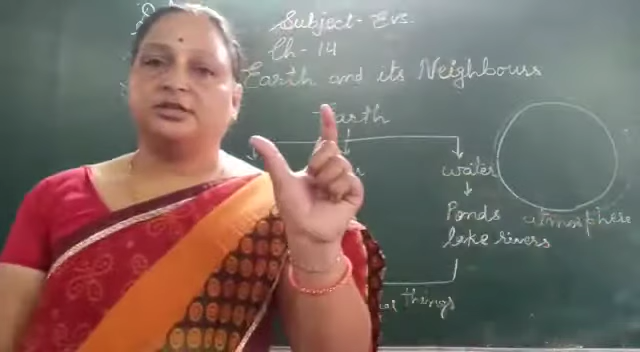 Subject- Evs.
Ch- 14
Earth and its Neighbours
Earth
water
Ponds atmosphere
lake rivers
things